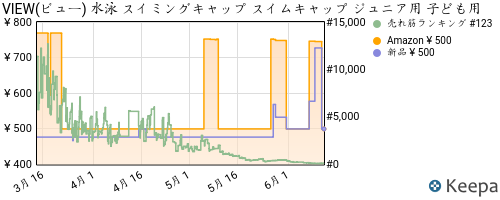 VIEW(ビュー) 水泳 スイミングキャップ スイムキャップ ジュニア用 子ども用
¥ 800
¥ 700
¥ 600
¥ 500
¥ 400
#15,000
#10,000
#5,000
#0
3月 16
4月 1
4月 16
5月 1
5月 16
6月 1
売れ筋ランキング #123
Amazon ¥ 500
新品 ¥ 500
Keepa